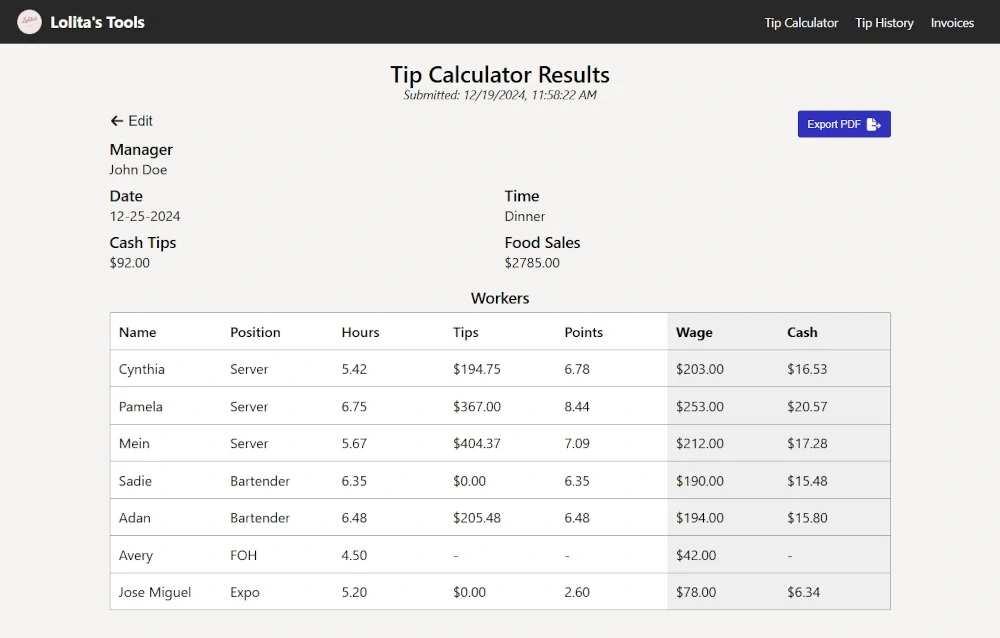 Lolita's Tools Tip Calculator Tip History Invoices
Tip Calculator Results
Submitted: 12/19/2024, 11:58:22 AM
← Edit Export PDF
Manager
John Doe
Date Time
12-25-2024 Dinner
Cash Tips Food Sales
$92.00 $2785.00
Workers
Name Position Hours Tips Points Wage Cash
Cynthia Server 5.42 $194.75 6.78 $203.00 $16.53
Pamela Server 6.75 $367.00 8.44 $253.00 $20.57
Mein Server 5.67 $404.37 7.09 $212.00 $17.28
Sadie Bartender 6.35 $0.00 6.35 $190.00 $15.48
Adan Bartender 6.48 $205.48 6.48 $194.00 $15.80
Avery FOH 4.50 - - $42.00 -
Jose Miguel Expo 5.20 $0.00 2.60 $78.00 $6.34